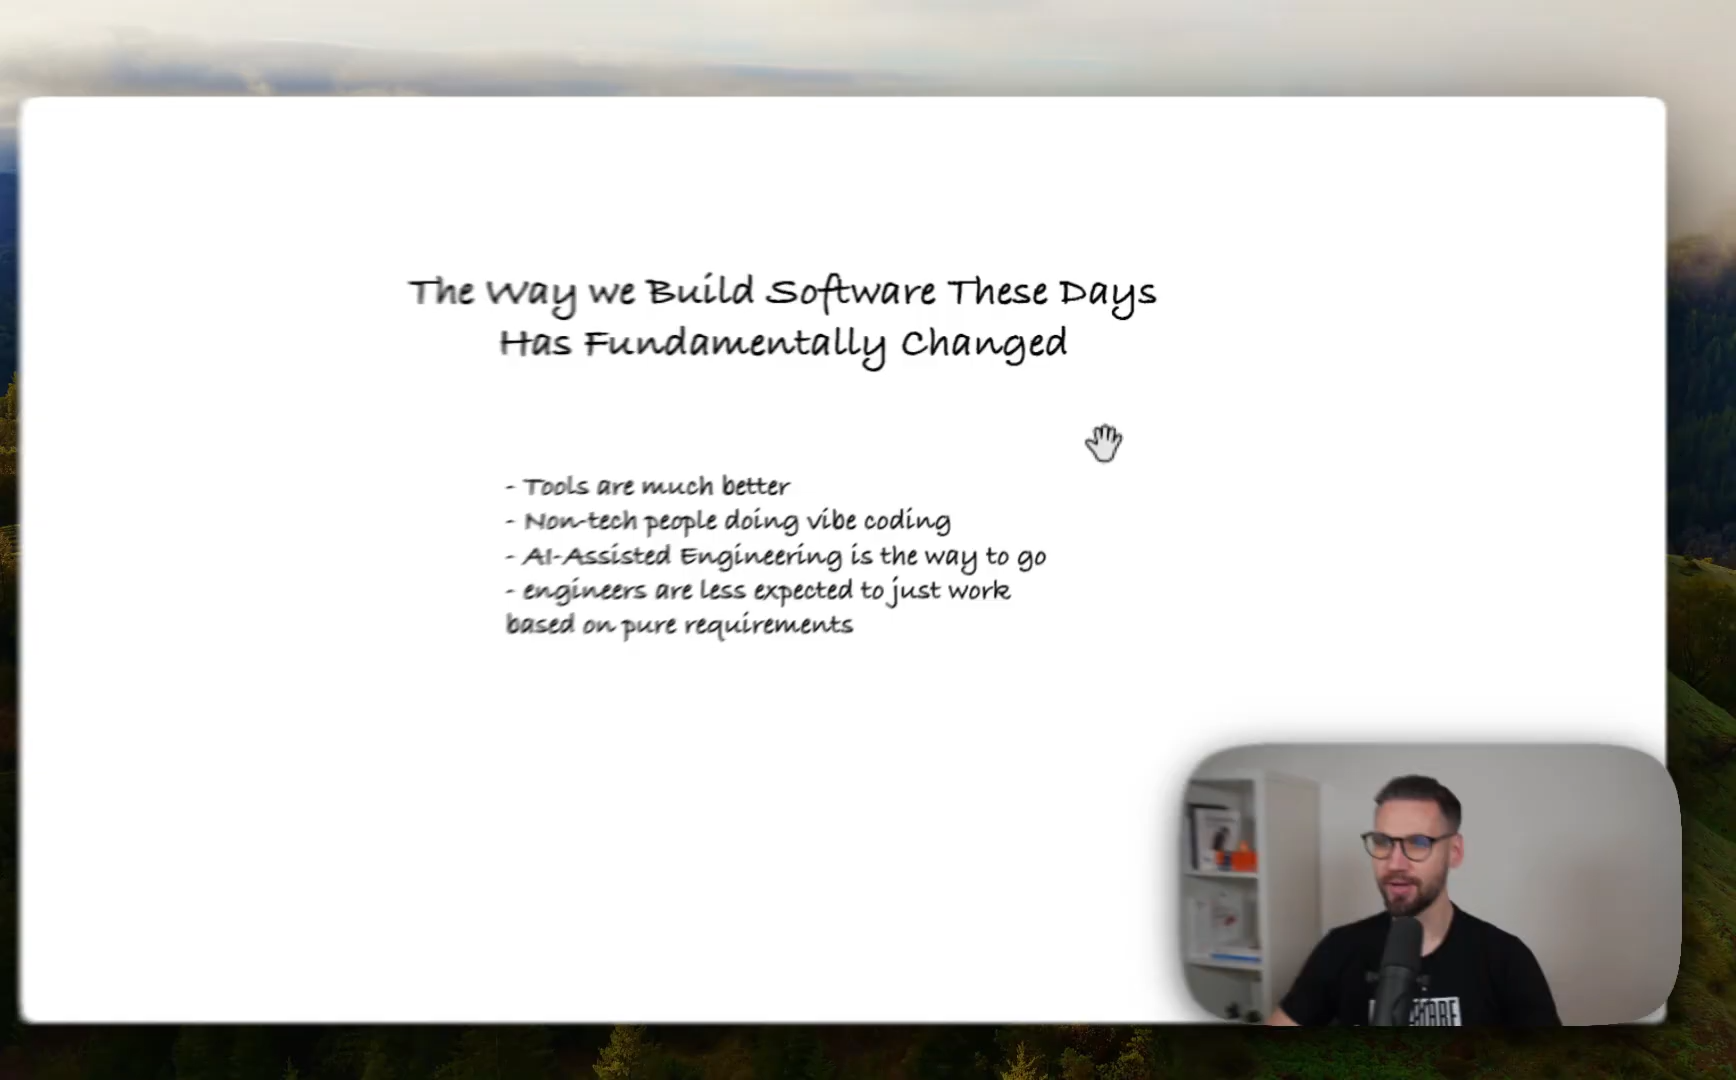 The Way we Build Software These Days
Has Fundamentally Changed
- Tools are much better
- Non-tech people doing vibe coding
- AI-Assisted Engineering is the way to go
- engineers are less expected to just work
based on pure requirements